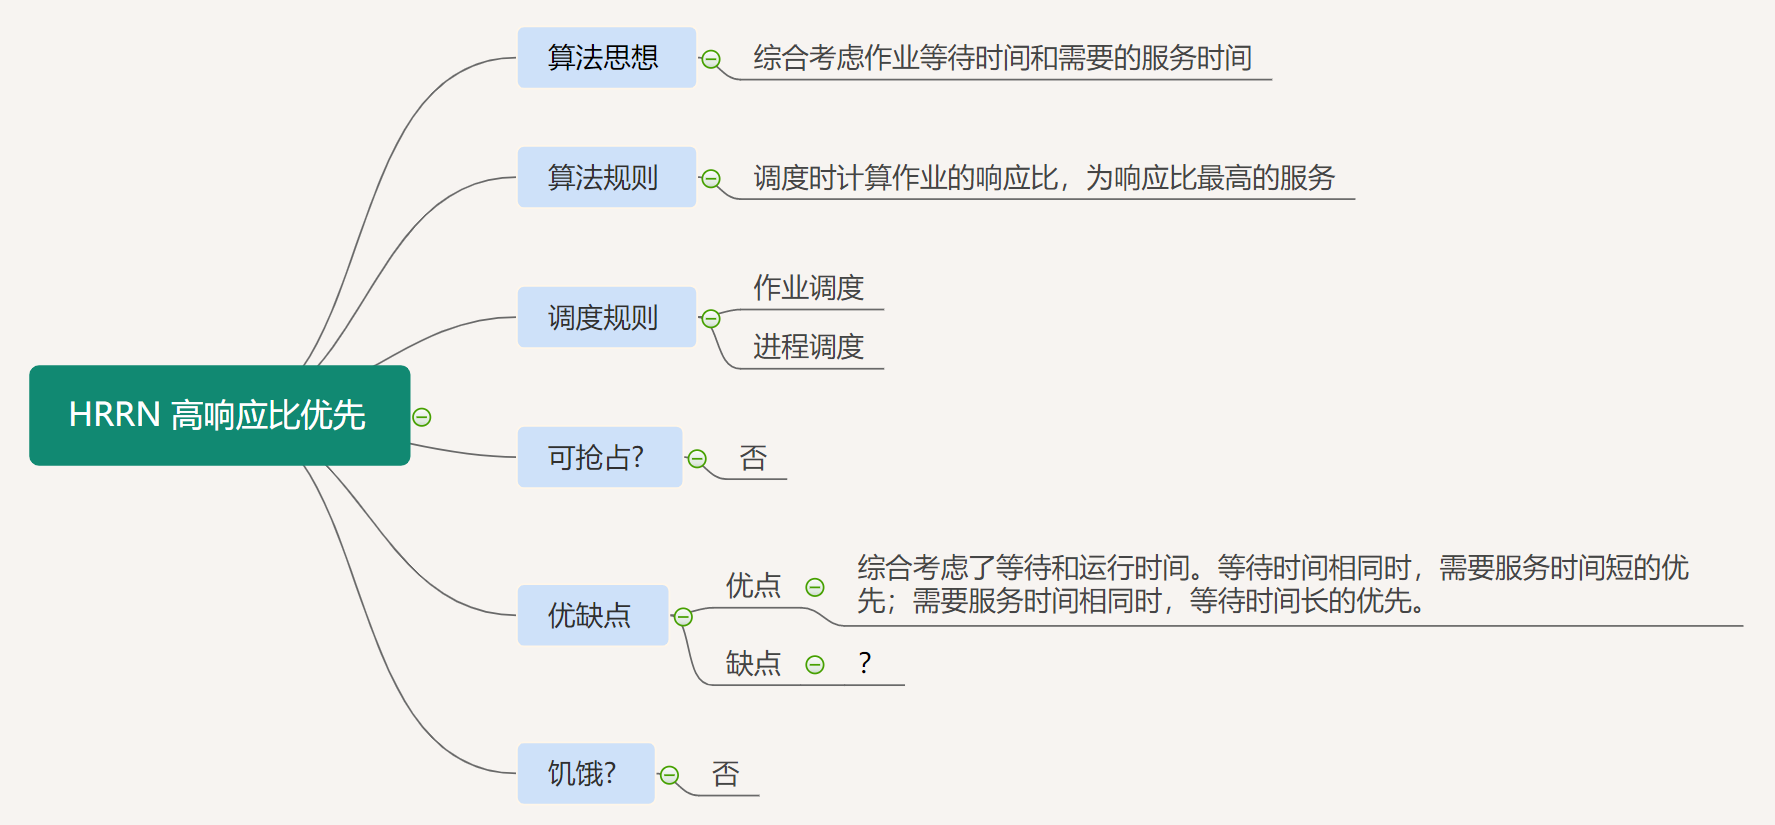 算法思想
综合考虑作业等待时间和需要的服务时间
算法规则
调度时计算作业的响应比，为响应比最高的服务
调度规则
作业调度
进程调度
HRRN 高响应比优先
可抢占?
否
优缺点
优点
综合考虑了等待和运行时间。等待时间相同时，需要服务时间短的优
先；需要服务时间相同时，等待时间长的优先。
缺点
？
饥饿?
否